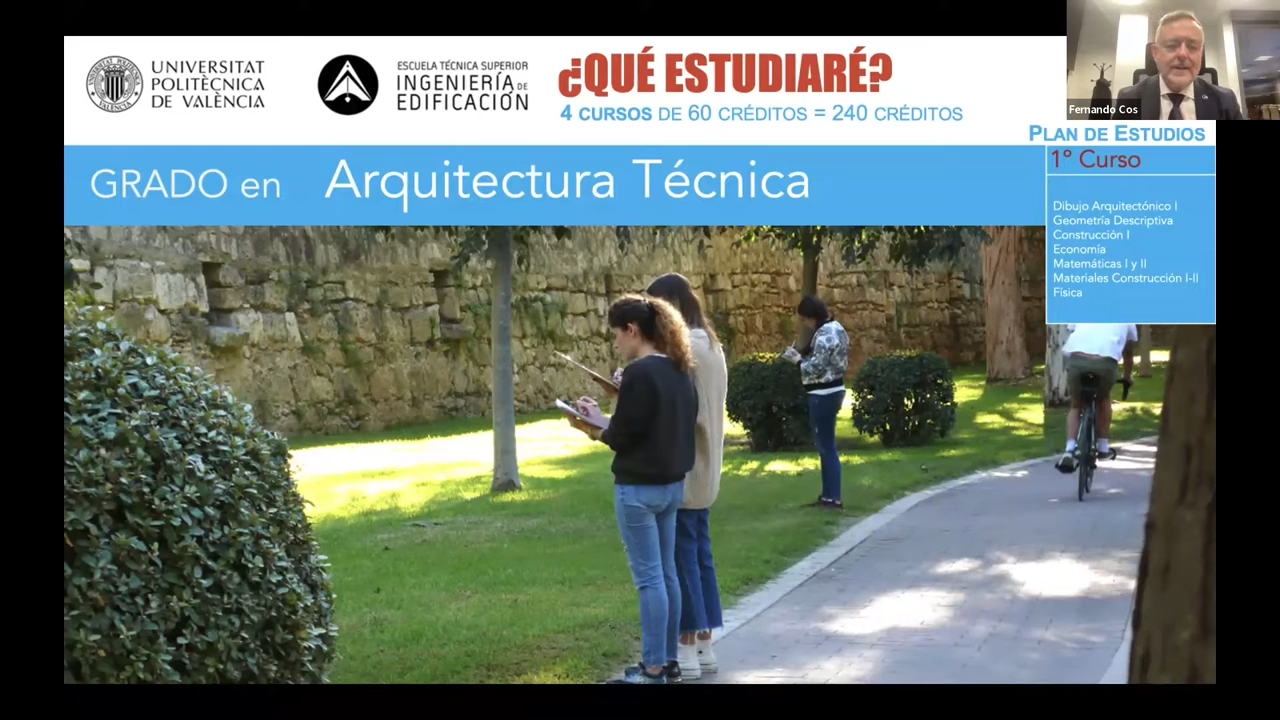 UNIVERSITAT
POLITÈCNICA
DE VALÈNCIA
ESCUELA TÉCNICA SUPERIOR
INGENIERÍA DE
EDIFICACIÓN
¿QUÉ ESTUDIARÉ?
4 CURSOS DE 60 CRÉDITOS = 240 CRÉDITOS
Fernando Cos
PLAN DE ESTUDIOS
1º Curso
GRADO en Arquitectura Técnica
Dibujo Arquitectónico I
Geometría Descriptiva
Construcción I
Economía
Matemáticas I y II
Materiales Construcción I-II
Física